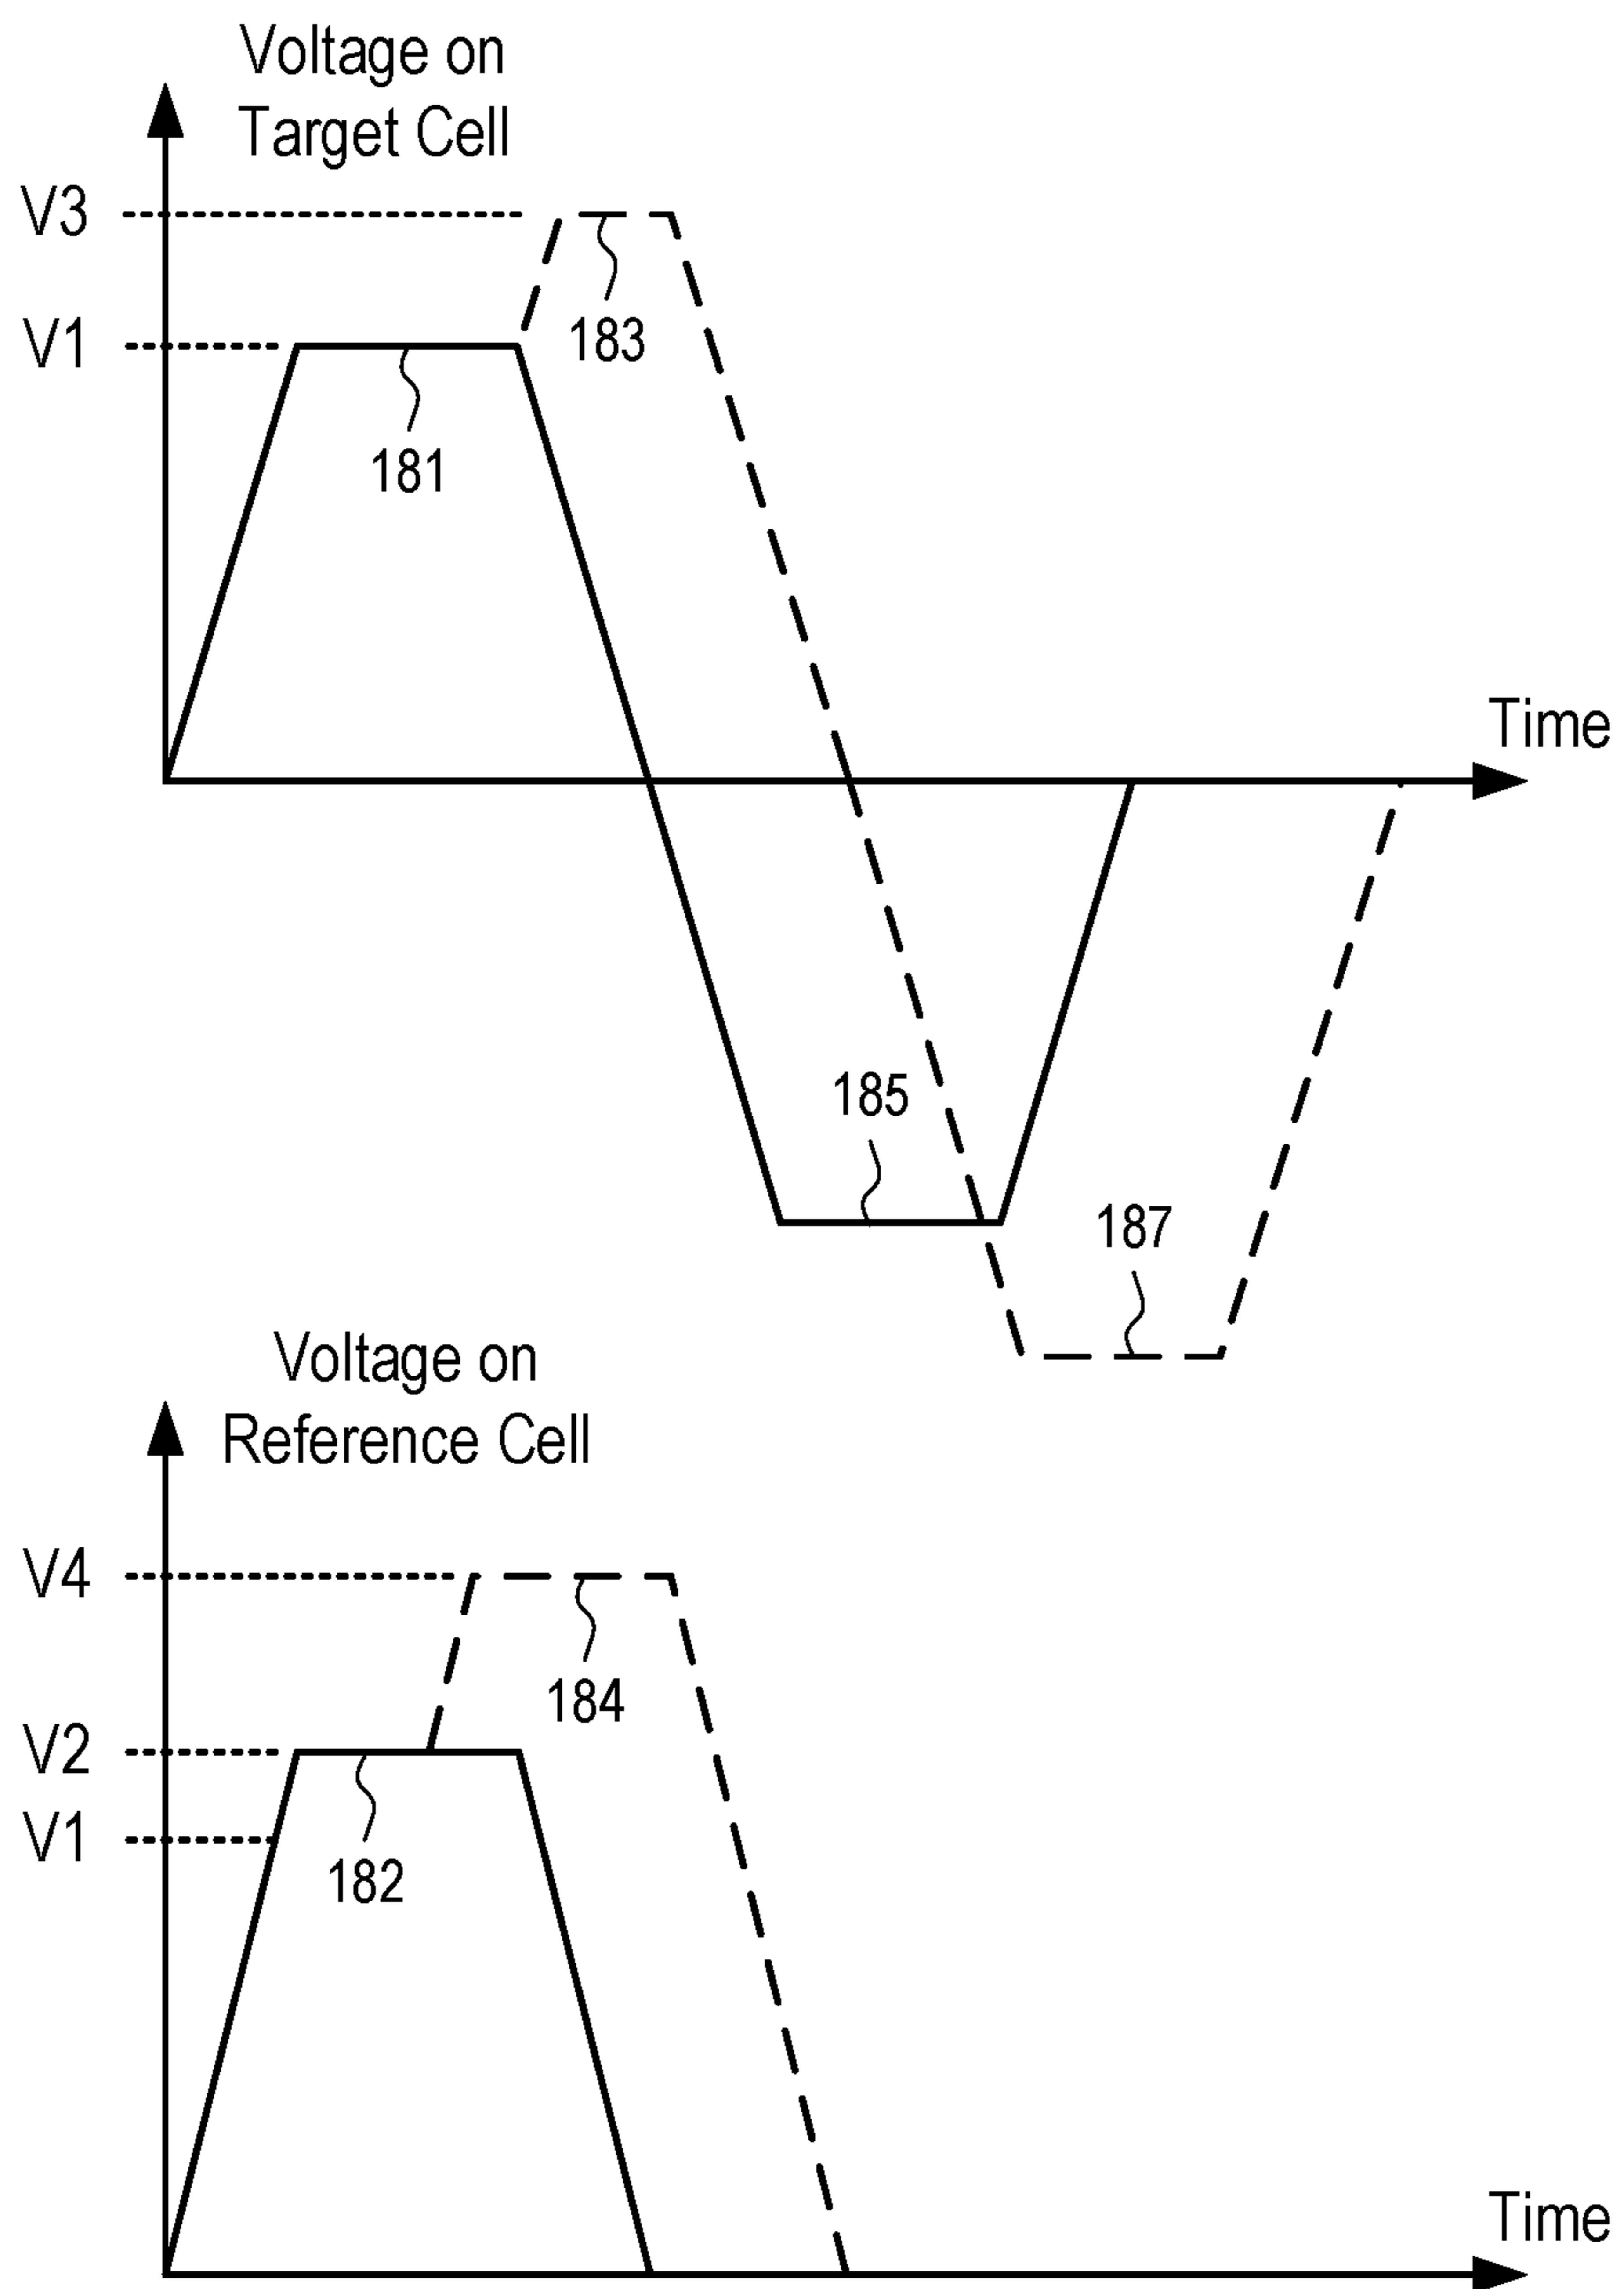 Voltage on
Target Cell
V3
V1
183
181
Time
185
187
Voltage on
Reference Cell
V4
184
V2
V1
182
Time